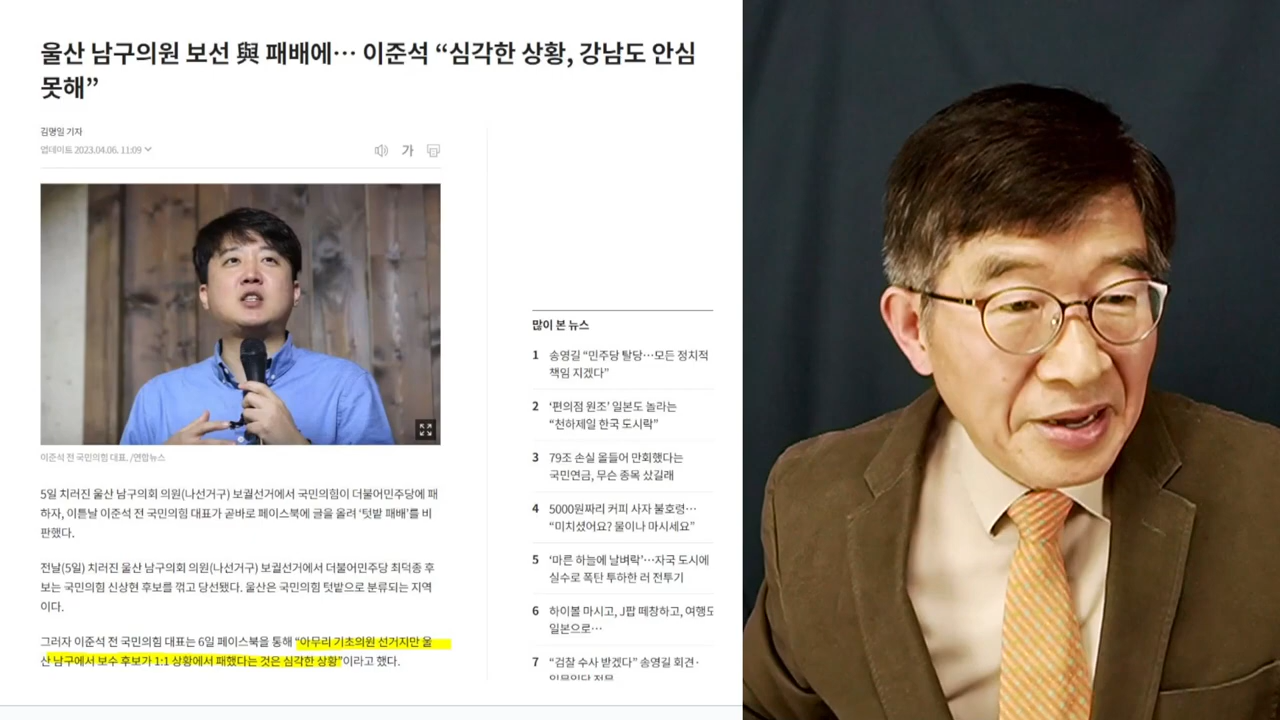 울산 남구의원 보선 與 패배에… 이준석 “심각한 상황, 강남도 안심
못해”
김명일 기자
업데이트 2023.04.06. 11:09
가
이준석 전 국민의힘 대표. /연합뉴스
5일 치러진 울산 남구의회 의원(나선거구) 보궐선거에서 국민의힘이 더불어민주당에 패
하자, 이튿날 이준석 전 국민의힘 대표가 곧바로 페이스북에 글을 올려 ‘텃밭 패배’를 비
판했다.
전날(5일) 치러진 울산 남구의회 의원(나선거구) 보궐선거에서 더불어민주당 최덕종 후
보는 국민의힘 신상현 후보를 꺾고 당선됐다. 울산은 국민의힘 텃밭으로 분류되는 지역
이다.
그러자 이준석 전 국민의힘 대표는 6일 페이스북을 통해 “아무리 기초의원 선거지만 울
산 남구에서 보수 후보가 1:1 상황에서 패했다는 것은 심각한 상황”이라고 했다.
많이 본 뉴스
1 송영길 “민주당 탈당…모든 정치적
책임 지겠다”
2 ‘편의점 원조’ 일본도 놀라는
“천하제일 한국 도시락”
3 79조 손실 올들어 만회했다는
국민연금, 무슨 종목 샀길래
4 5000원짜리 커피 사자 불호령…
“미치셨어요? 물이나 마시세요”
5 ‘마른 하늘에 날벼락’…자국 도시에
실수로 폭탄 투하한 러 전투기
6 하이볼 마시고, J팝 떼창하고, 여행도
일본으로…
7 “검찰 수사 받겠다” 송영길 회견·